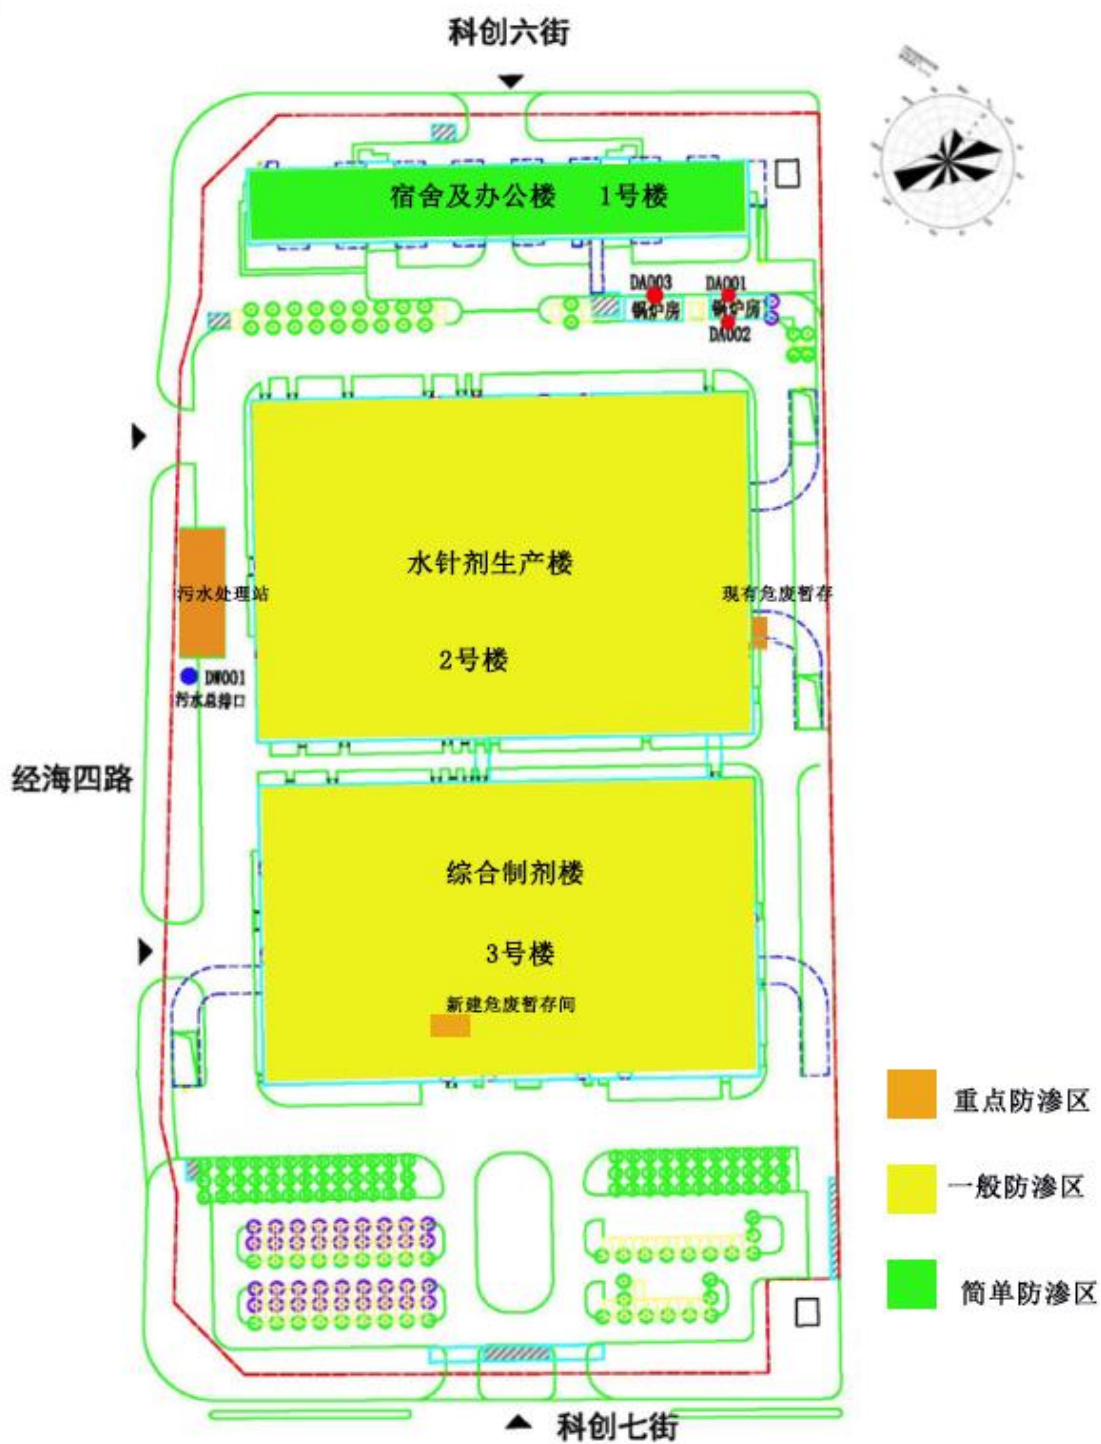 科创六街
宿舍及办公楼 1号楼
DA003
DA001
锅炉房
锅炉房
DA002
水针剂生产楼
污水处理站
现有危废暂存
2号楼
DW001
污水总排口
经海四路
综合制剂楼
3号楼
新建危废暂存间
重点防渗区
一般防渗区
简单防渗区
科创七街